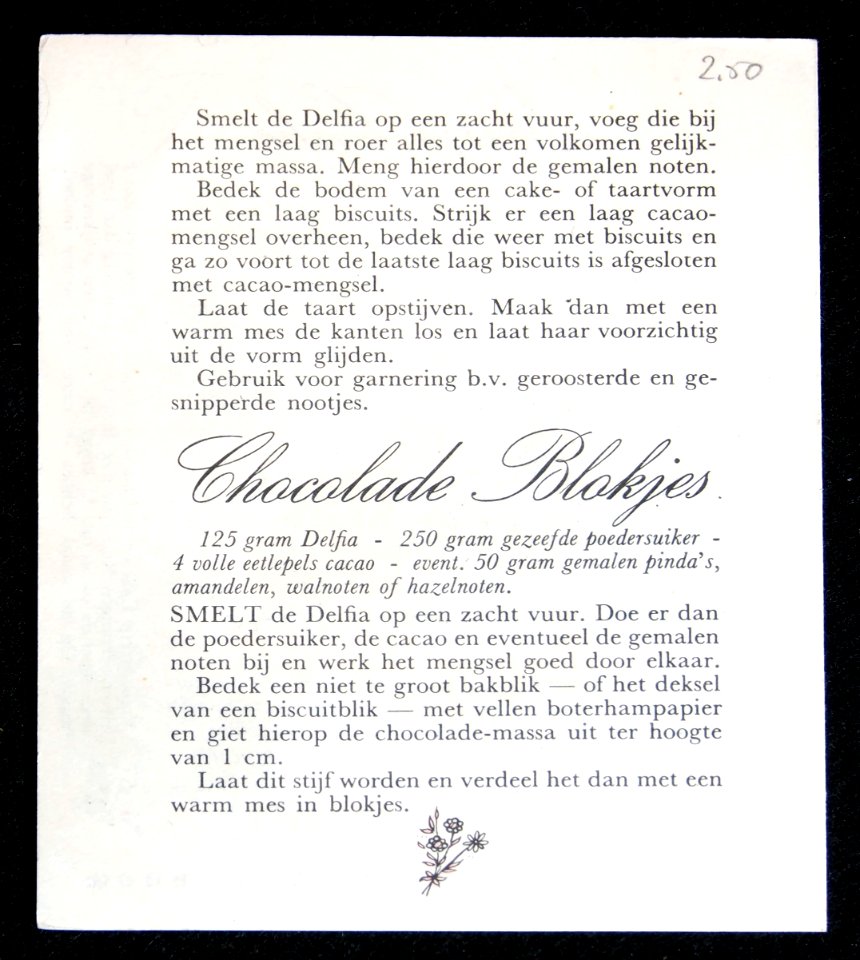 2.50
Smelt de Delfia op een zacht vuur, voeg die bij
het mengsel en roer alles tot een volkomen gelijk-
matige massa. Meng hierdoor de gemalen noten.
Bedek de bodem van een cake- of taartvorm
met een laag biscuits. Strijk er een laag cacao-
mengsel overheen, bedek die weer met biscuits en
ga zo voort tot de laatste laag biscuits is afgesloten
met cacao-mengsel.
Laat de taart opstijven. Maak dan met een
warm mes de kanten los en laat haar voorzichtig
uit de vorm glijden.
Gebruik voor garnering b.v. geroosterde en ge-
snipperde nootjes.
Chocolade Blokjes
125 gram Delfia - 250 gram gezeefde poedersuiker -
4 volle eetlepels cacao - event. 50 gram gemalen pinda's,
amandelen, walnoten of hazelnoten.
SMELT de Delfia op een zacht vuur. Doe er dan
de poedersuiker, de cacao en eventueel de gemalen
noten bij en werk het mengsel goed door elkaar.
Bedek een niet te groot bakblik — of het deksel
van een biscuitblik — met vellen boterhampapier
en giet hierop de chocolade-massa uit ter hoogte
van 1 cm.
Laat dit stijf worden en verdeel het dan met een
warm mes in blokjes.